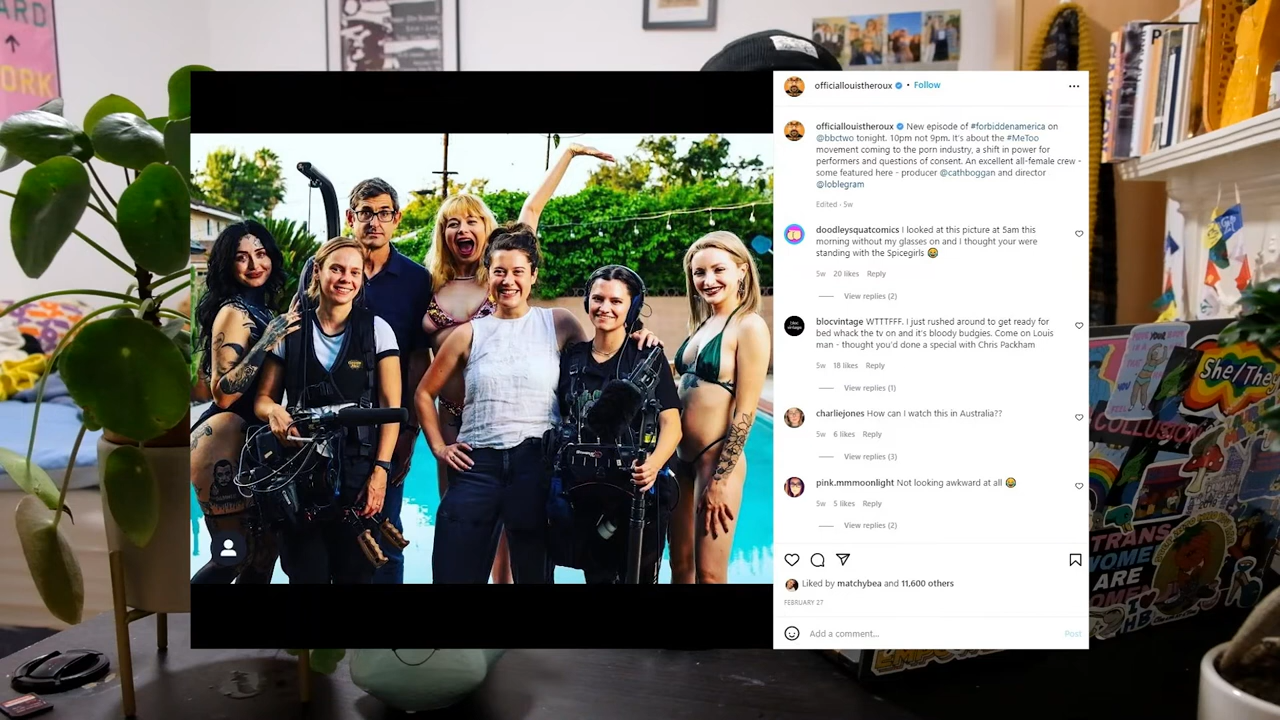 ARD
ORK
officiallouistheroux • Follow
officiallouistheroux New episode of #forbiddenamerica on
@bbctwo tonight. 10pm not 9pm. It's about the #MeToo
movement coming to the porn industry, a shift in power for
performers and questions of consent. An excellent all-female crew -
some featured here - producer @cathboggan and director
@loblegram
Edited · 5w
doodleysquatcomics I looked at this picture at 5am this
morning without my glasses on and I thought your were
standing with the Spicegirls 😂
5w 20 likes Reply
View replies (2)
blocvintage WTTTFFF. I just rushed around to get ready for
bed whack the tv on and it's bloody budgies. Come on Louis
man - thought you'd done a special with Chris Packham
5w 18 likes Reply
View replies (1)
charliejones How can I watch this in Australia??
5w 6 likes Reply
View replies (3)
pink.mmmoonlight Not looking awkward at all 😂
5w 5 likes Reply
View replies (2)
Liked by matchybea and 11,600 others
FEBRUARY 27
Add a comment...
Post
She/They
COLLUSION
TRANS
WOMEN
ARE
WOMEN